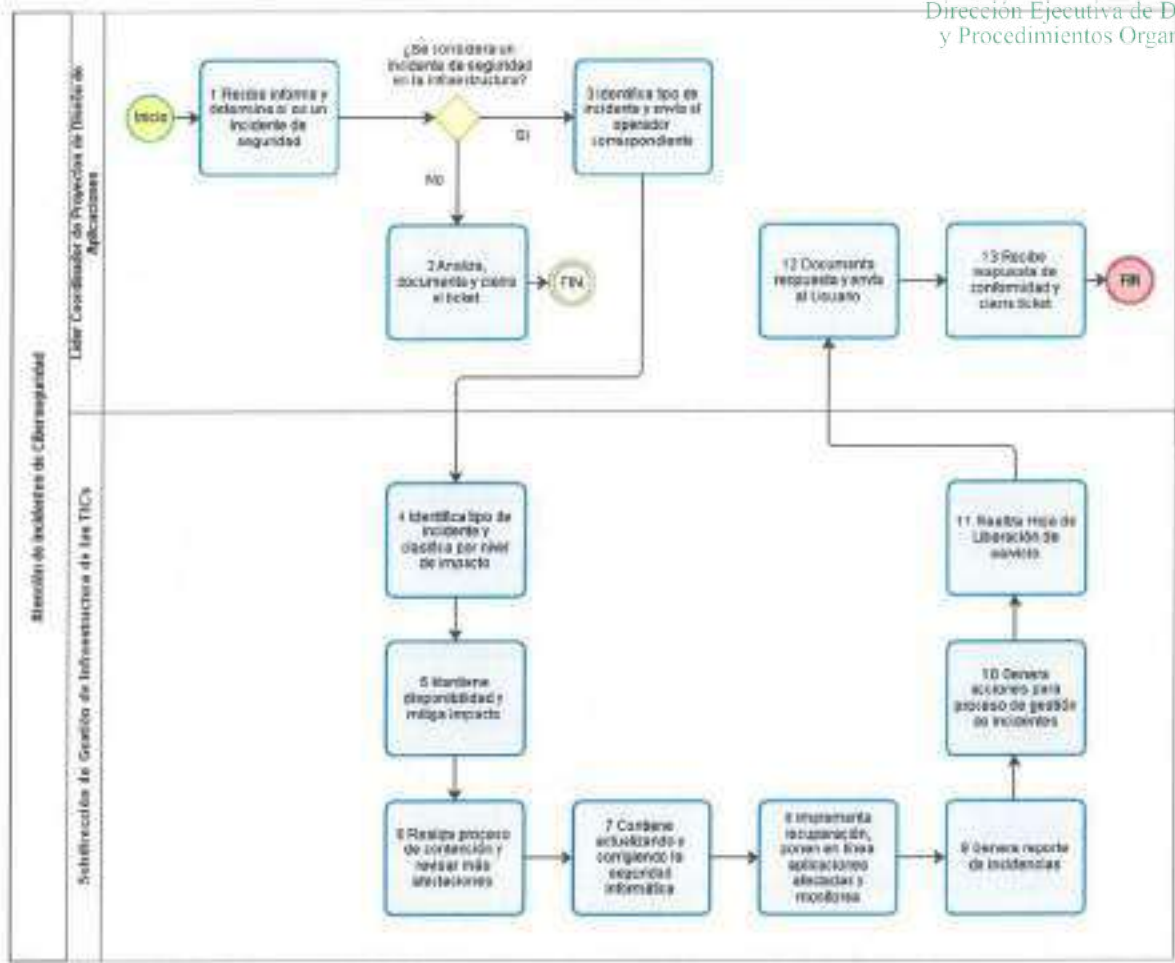 Dirección Ejecutiva de D
y Procedimientos Organ
Atención de incidentes de Ciberseguridad
Líder Coordinador de Proyectos de Diseño de
Aplicaciones
Inicio
1 Recibe informe y
determina si es un
incidente de
seguridad
¿Se considera un
incidente de seguridad
en la infraestructura?
Si
No
2 Analiza,
documenta y cierra
el ticket
FIN
3 Identifica tipo de
incidente y envía al
operador
correspondiente
12 Documenta
respuesta y envía
al Usuario
13 Recibe
respuesta de
conformidad y
cierra ticket
FIN
Subdirección de Gestión de Infraestructura de las TIC's
4 Identifica tipo de
incidente y
clasifica por nivel
de impacto
5 Mantiene
disponibilidad y
mitiga impacto
6 Realiza proceso
de contención y
revisar más
afectaciones
7 Contiene
actualizando y
corrigiendo la
seguridad
informática
8 Implementa
recuperación,
ponen en línea
aplicaciones
afectadas y
monitorea
9 Genera reporte
de incidencias
10 Genera
acciones para
proceso de gestión
de incidentes
11 Realiza Hoja de
Liberación de
servicio